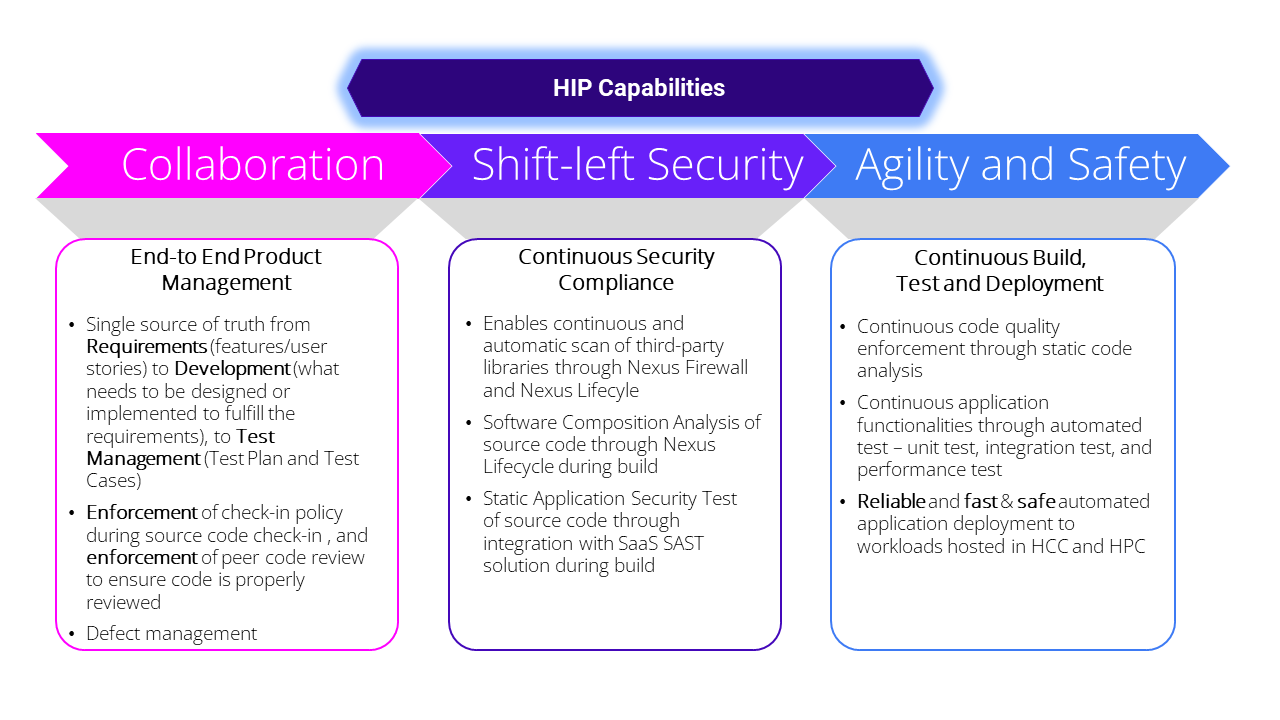 HIP Capabilities
Collaboration
Shift-left Security
Agility and Safety
End-to End Product
Management
• Single source of truth from
Requirements (features/user
stories) to Development (what
needs to be designed or
implemented to fulfill the
requirements), to Test
Management (Test Plan and Test
Cases)
• Enforcement of check-in policy
during source code check-in , and
enforcement of peer code review
to ensure code is properly
reviewed
• Defect management
Continuous Security
Compliance
• Enables continuous and
automatic scan of third-party
libraries through Nexus Firewall
and Nexus Lifecyle
• Software Composition Analysis of
source code through Nexus
Lifecycle during build
• Static Application Security Test
of source code through
integration with SaaS SAST
solution during build
Continuous Build,
Test and Deployment
• Continuous code quality
enforcement through static code
analysis
• Continuous application
functionalities through automated
test – unit test, integration test, and
performance test
• Reliable and fast & safe automated
application deployment to
workloads hosted in HCC and HPC